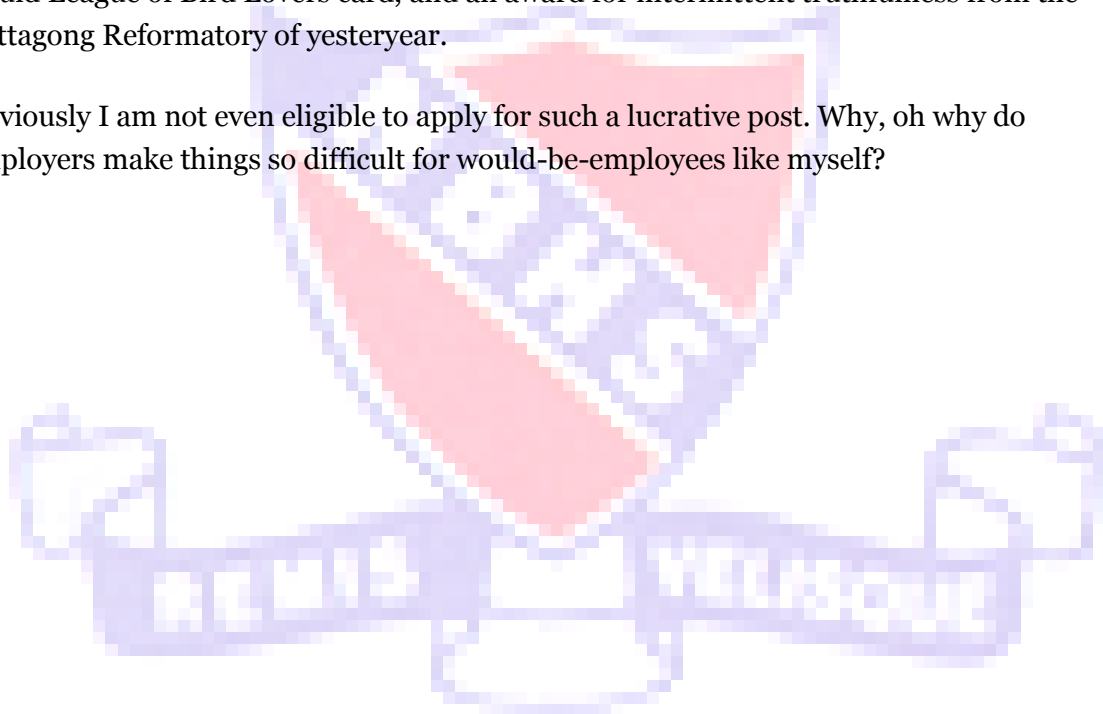 uld League of Bird Lovers card, and an award for intermittent truthfulness from the
ttagong Reformatory of yesteryear.
viously I am not even eligible to apply for such a lucrative post. Why, oh why do
ployers make things so difficult for would-be-employees like myself?
B H S
REMIS